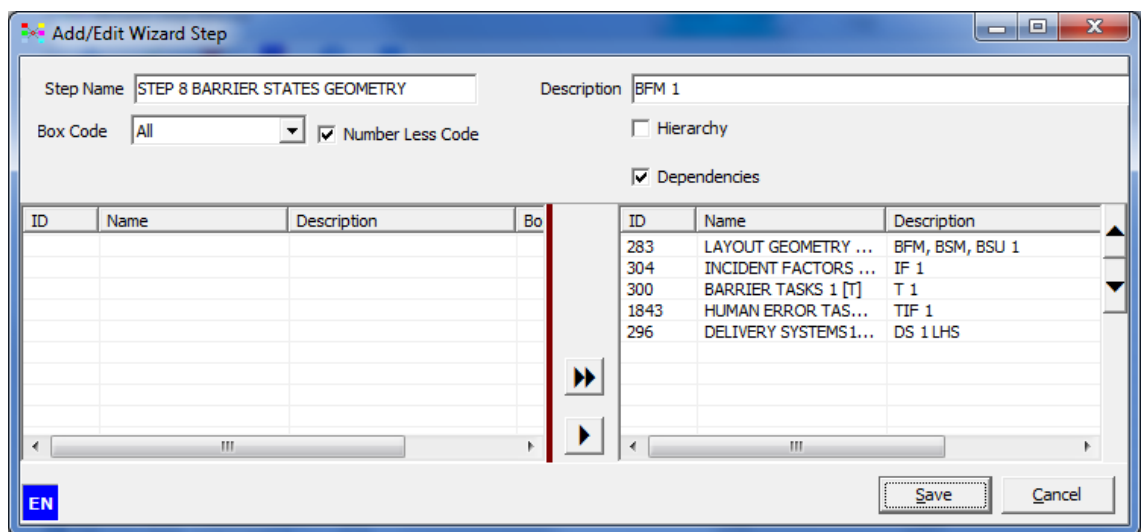 Add/Edit Wizard Step
Step Name STEP 8 BARRIER STATES GEOMETRY Description BFM 1
Box Code All Number Less Code Hierarchy
Dependencies
ID Name Description Bo ID Name Description
283 LAYOUT GEOMETRY ... BFM, BSM, BSU 1
304 INCIDENT FACTORS ... IF 1
300 BARRIER TASKS 1 [T] T 1
1843 HUMAN ERROR TAS... TIF 1
296 DELIVERY SYSTEMS1... DS 1 LHS
Save Cancel
EN